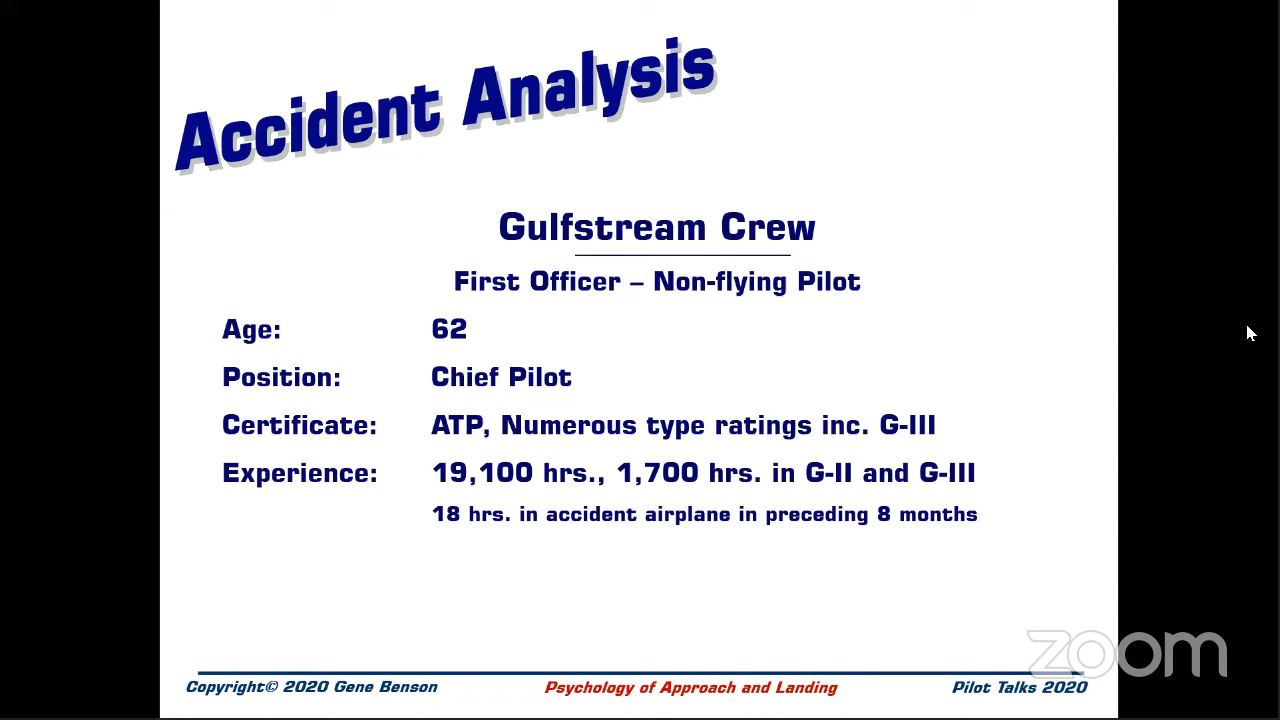 Accident Analysis
Gulfstream Crew
First Officer – Non-flying Pilot
Age: 62
Position: Chief Pilot
Certificate: ATP, Numerous type ratings inc. G-III
Experience: 19,100 hrs., 1,700 hrs. in G-II and G-III
18 hrs. in accident airplane in preceding 8 months
zoom
Copyright© 2020 Gene Benson Psychology of Approach and Landing Pilot Talks 2020